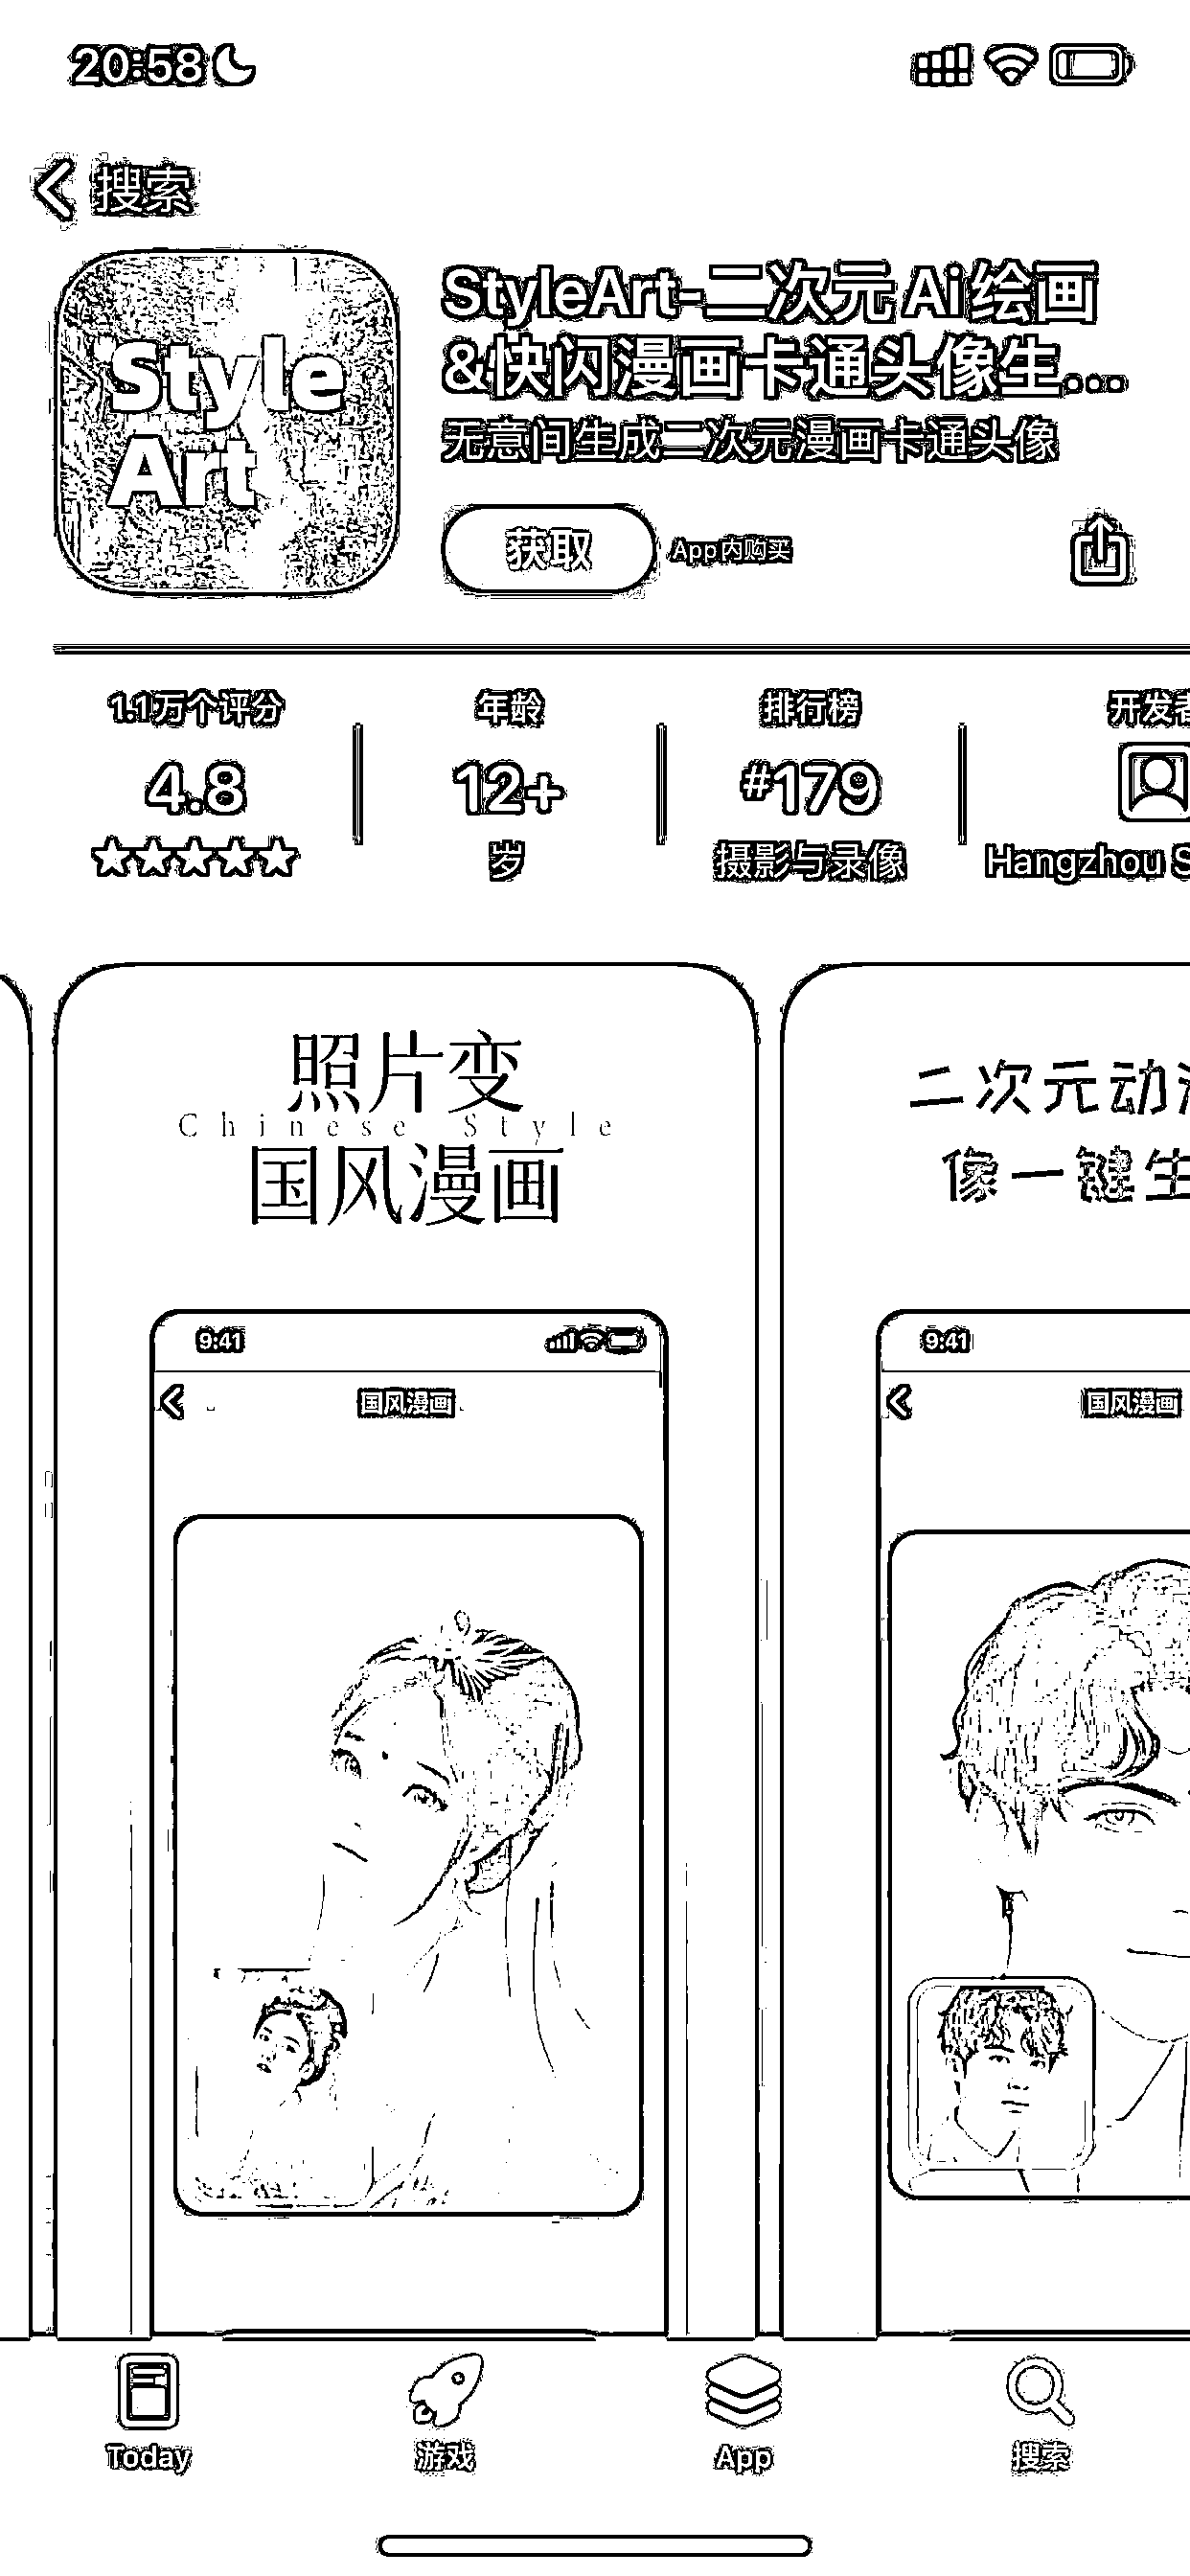 20:58
搜索
Style
Art
StyleArt-二次元 Ai 绘画
&快闪漫画卡通头像生...
无意间生成二次元漫画卡通头像
获取
App内购买
1.1万个评分
年龄
排行榜
开发者
4.8
12+
#179
岁
摄影与录像
Hangzhou S
照片变
Chinese Style
国风漫画
二次元动漫
像一键生
9:41
9:41
国风漫画
国风漫画
Today
游戏
App
搜索